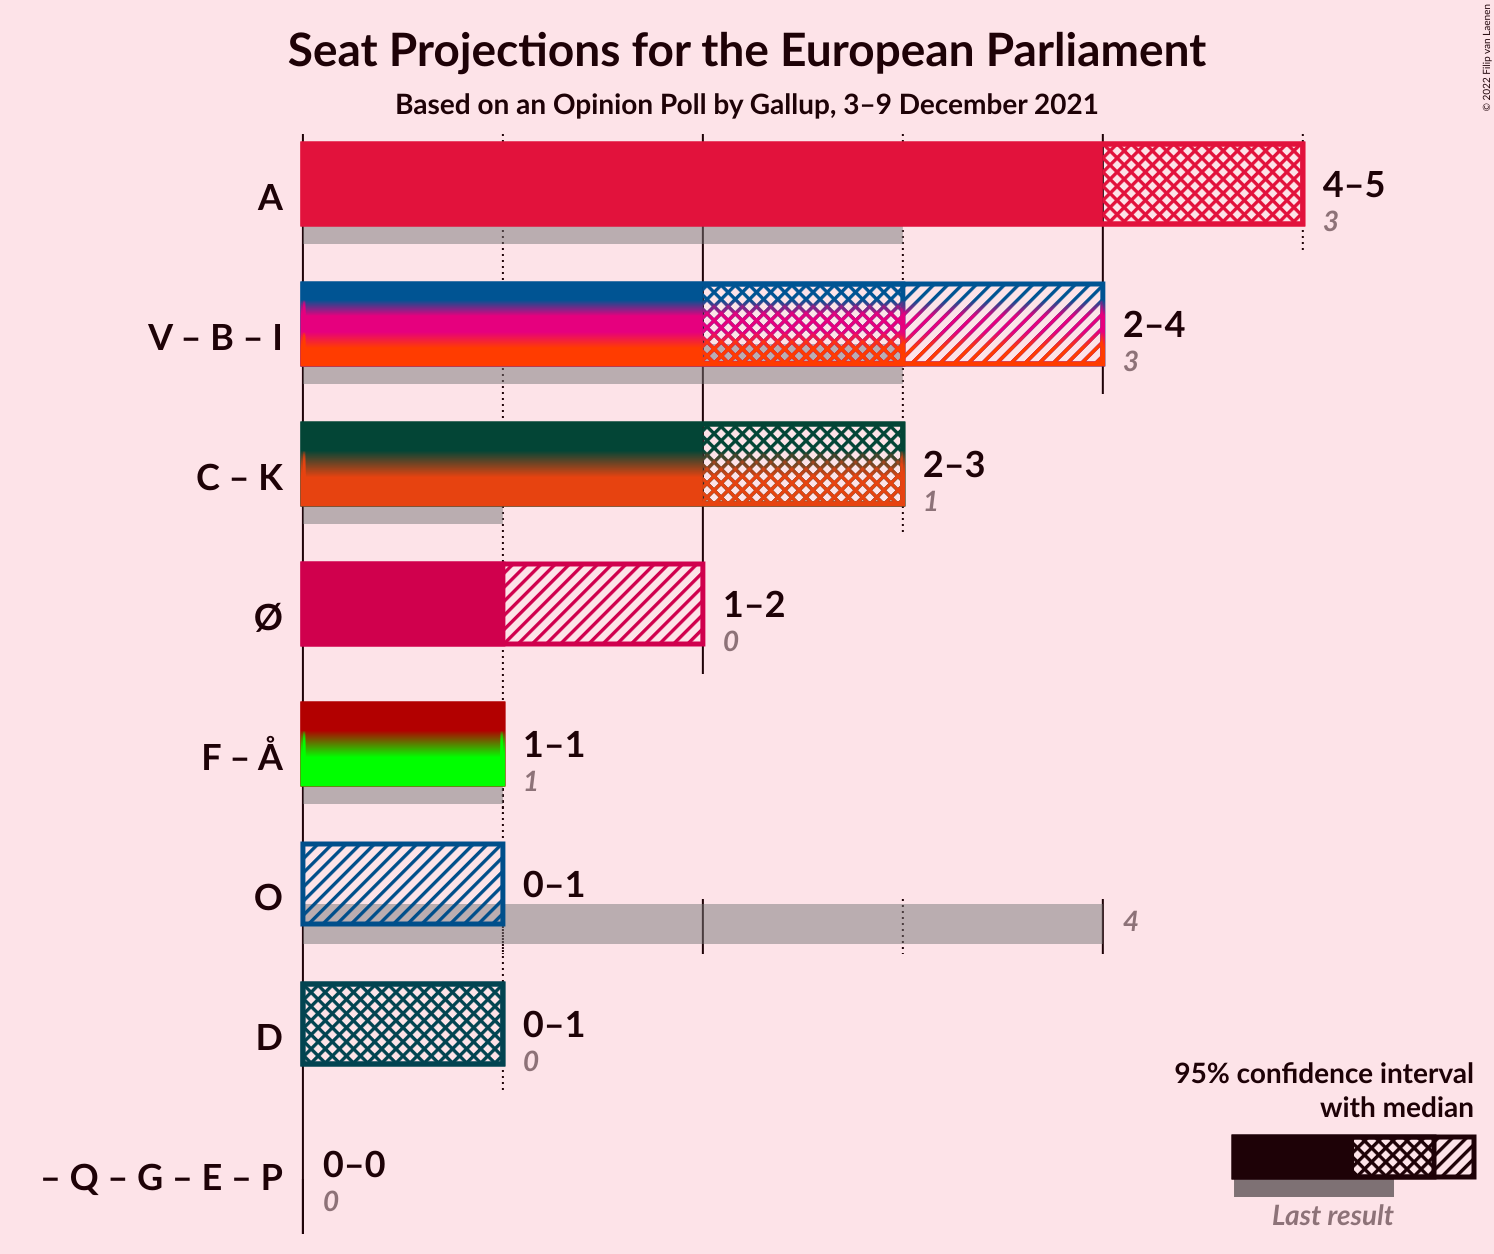 Seat Projections for the European Parliament
Based on an Opinion Poll by Gallup, 3–9 December 2021
© 2022 Filip van Laenen
A
4–5
3
V – B – I
2–4
3
C – K
2–3
1
Ø
1–2
0
F – Å
1–1
1
O
0–1
4
D
0–1
0
– Q – G – E – P
0–0
0
95% confidence interval
with median
Last result